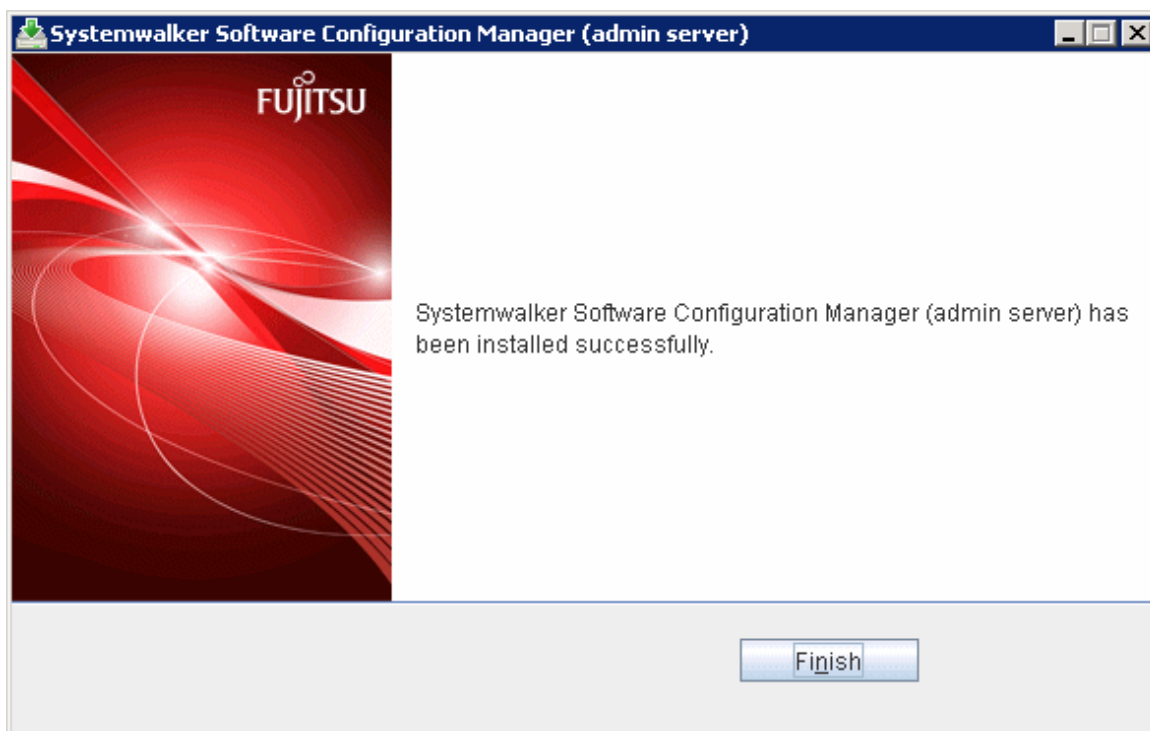 Systemwalker Software Configuration Manager (admin server)
FUJITSU
Systemwalker Software Configuration Manager (admin server) has
been installed successfully.
Finish